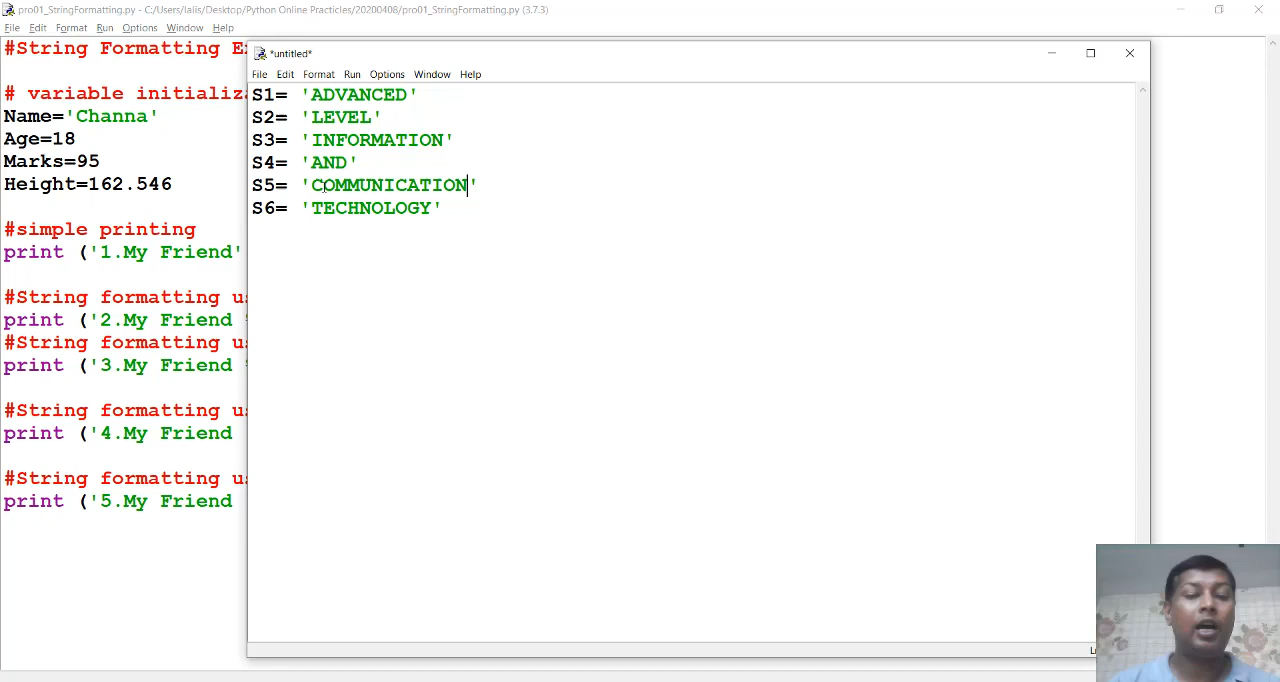 pro01_StringFormatting.py - C:/Users/lalis/Desktop/Python Online Practicles/20200408/pro01_StringFormatting.py (3.7.3)
File Edit Format Run Options Window Help
#String Formatting
# variable initializ
Name='Channa'
Age=18
Marks=95
Height=162.546
#simple printing
print ('1.My Friend'
#String formatting
print ('2.My Friend
#String formatting
print ('3.My Friend
#String formatting
print ('4.My Friend
#String formatting
print ('5.My Friend
*untitled*
File Edit Format Run Options Window Help
S1= 'ADVANCED'
S2= 'LEVEL'
S3= 'INFORMATION'
S4= 'AND'
S5= 'COMMUNICATION'
S6= 'TECHNOLOGY'